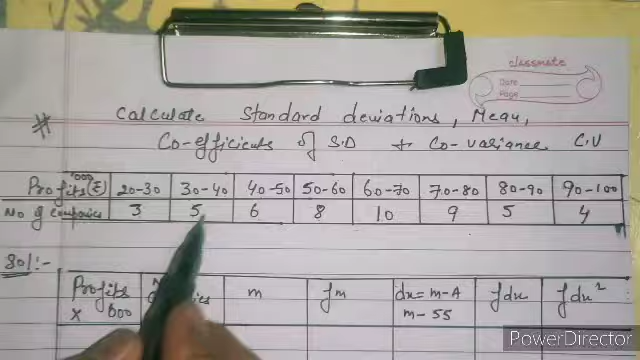 classmate
Date
Page
# Calculate Standard deviations, Mean,
Co-efficients of S.D + Co-variance C.V
Profits (₹) '000 20-30 30-40 40-50 50-60 60-70 70-80 80-90 90-100
No of companies 3 5 6 8 10 9 5 4
Sol:-
Profits m fm dx = m-A fdx fdx²
X 000 m - 55
PowerDirector